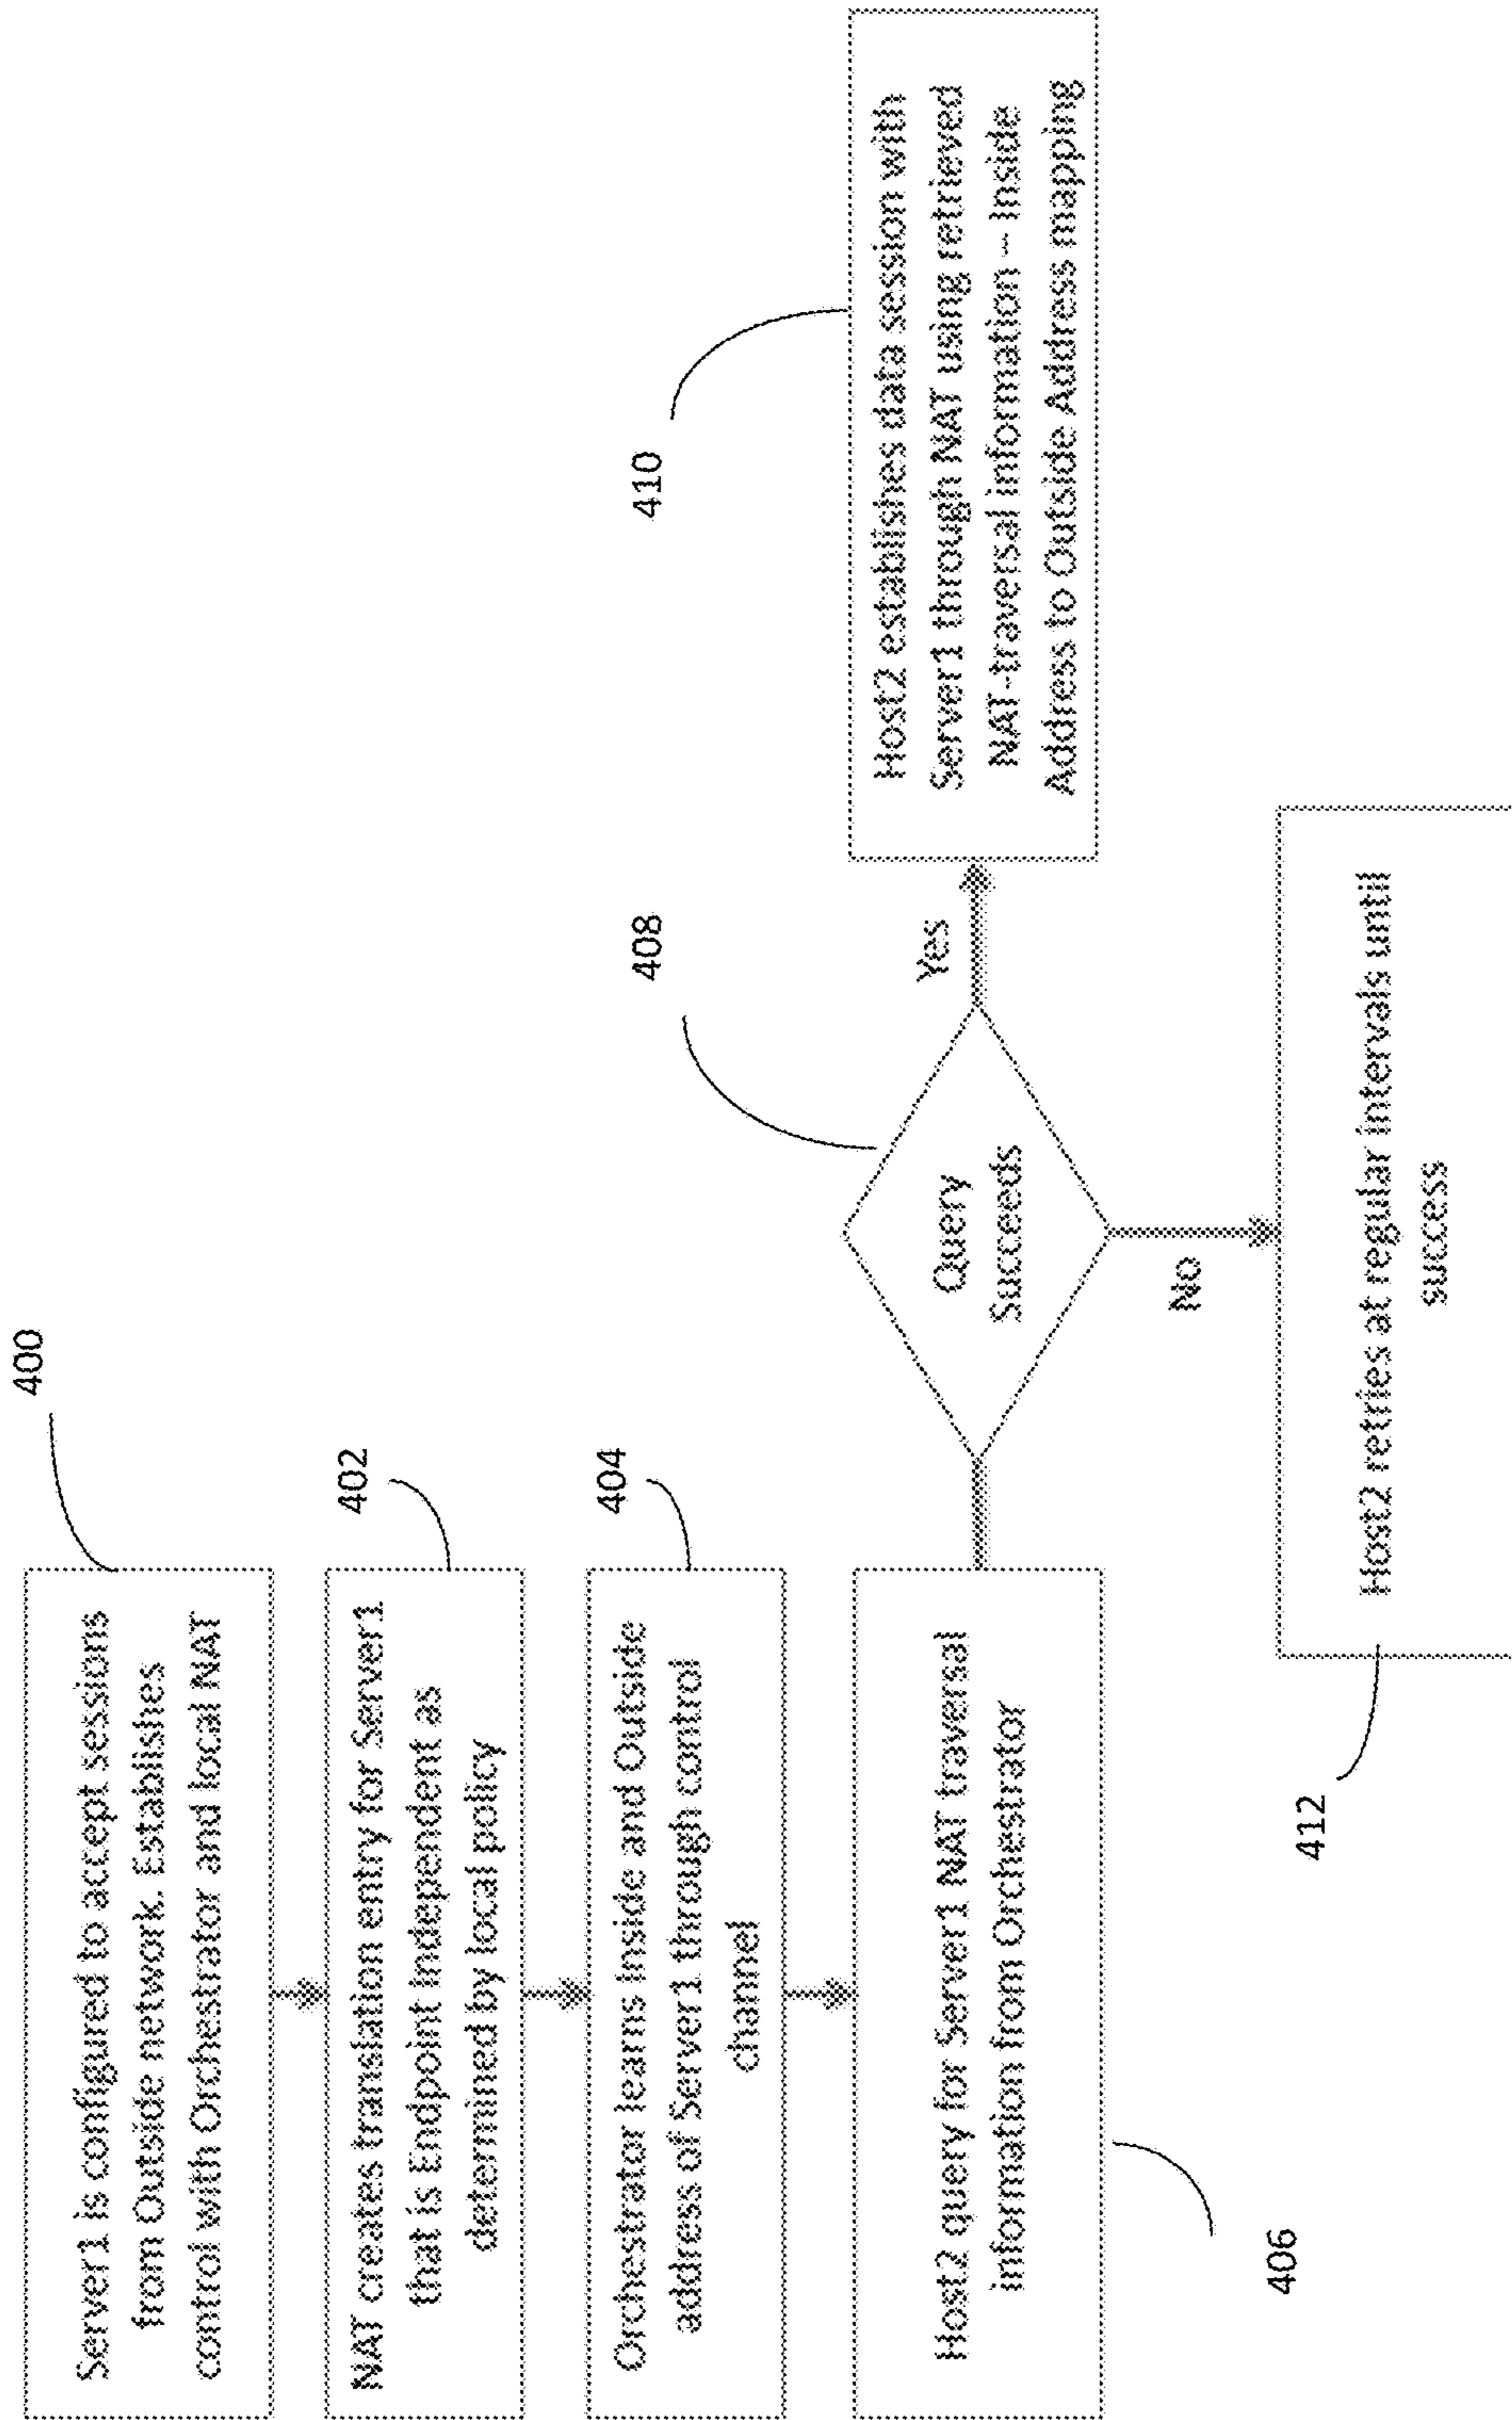 400
Server1 is configured to accept sessions
from Outside network. Establishes
control with Orchestrator and local NAT
402
NAT creates translation entry for Server1
that is Endpoint Independent as
determined by local policy
404
Orchestrator learns Inside and Outside
address of Server1 through control
channel
406
Host2 query for Server1 NAT traversal
information from Orchestrator
408
Query
Succeeds
Yes
No
410
Host2 establishes data session with
Server1 through NAT using retrieved
NAT-traversal information – Inside
Address to Outside Address mapping
412
Host2 retries at regular intervals until
success